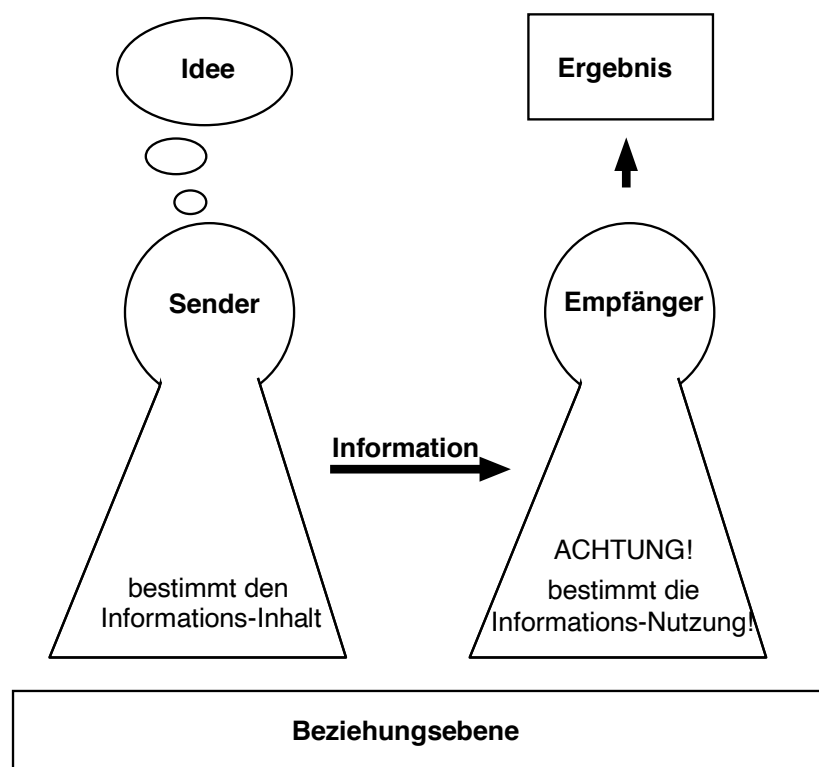 Idee
Ergebnis
Sender
Empfänger
Information
bestimmt den
Informations-Inhalt
ACHTUNG!
bestimmt die
Informations-Nutzung!
Beziehungsebene